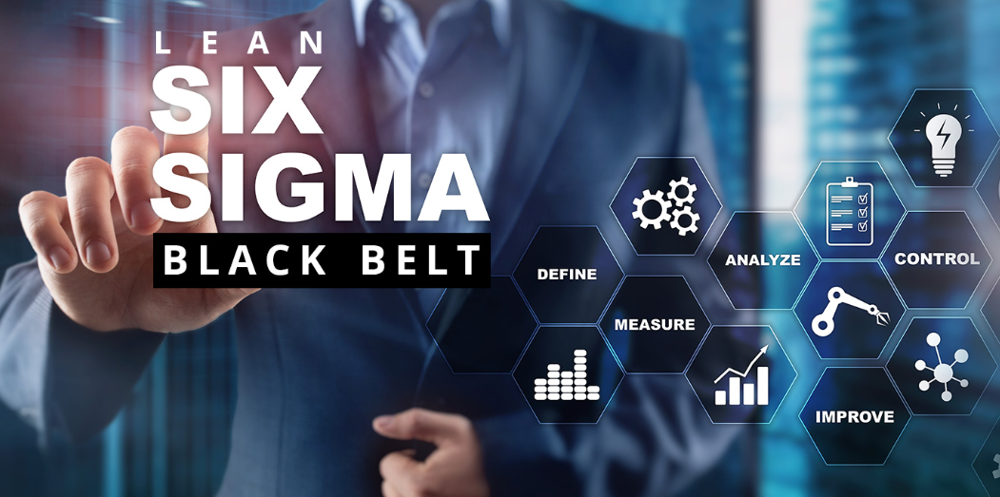 LEAN
SIX
SIGMA
BLACK BELT
DEFINE
MEASURE
ANALYZE
IMPROVE
CONTROL